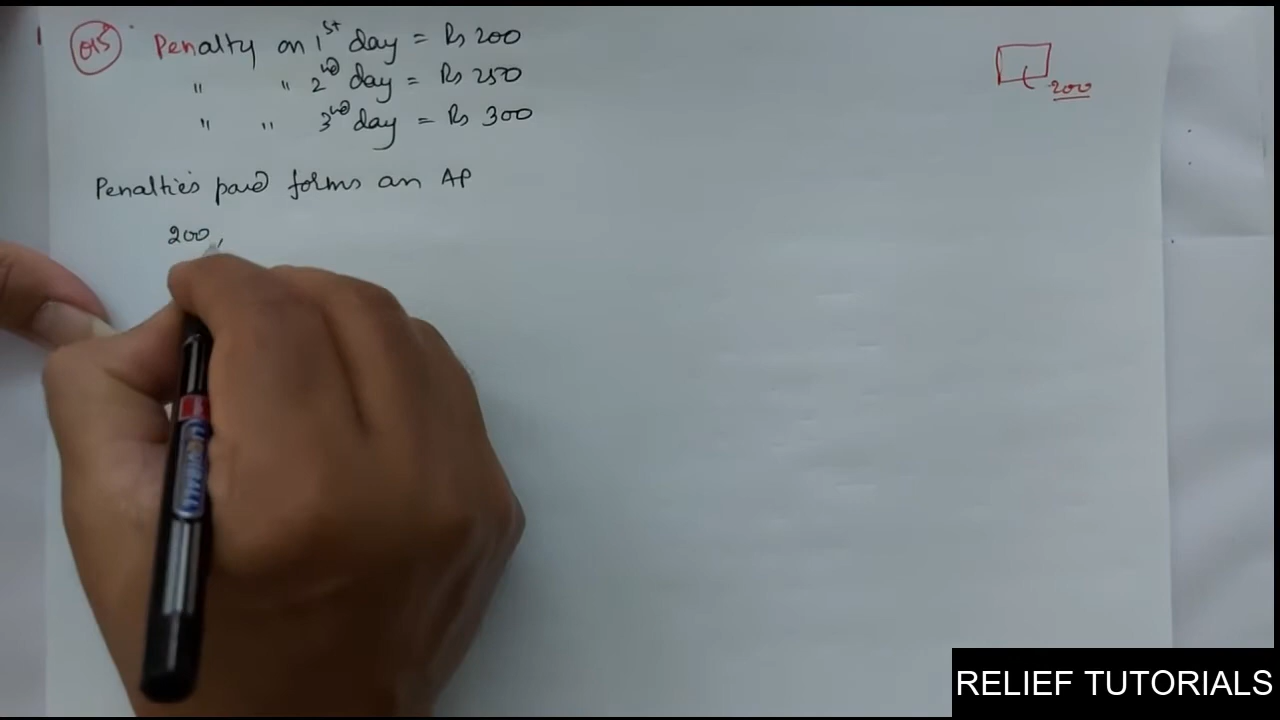 Q15 Penalty on 1st day = Rs 200
" " 2nd day = Rs 250
" " 3rd day = Rs 300
200
Penalties paid forms an AP
200,
RELIEF TUTORIALS